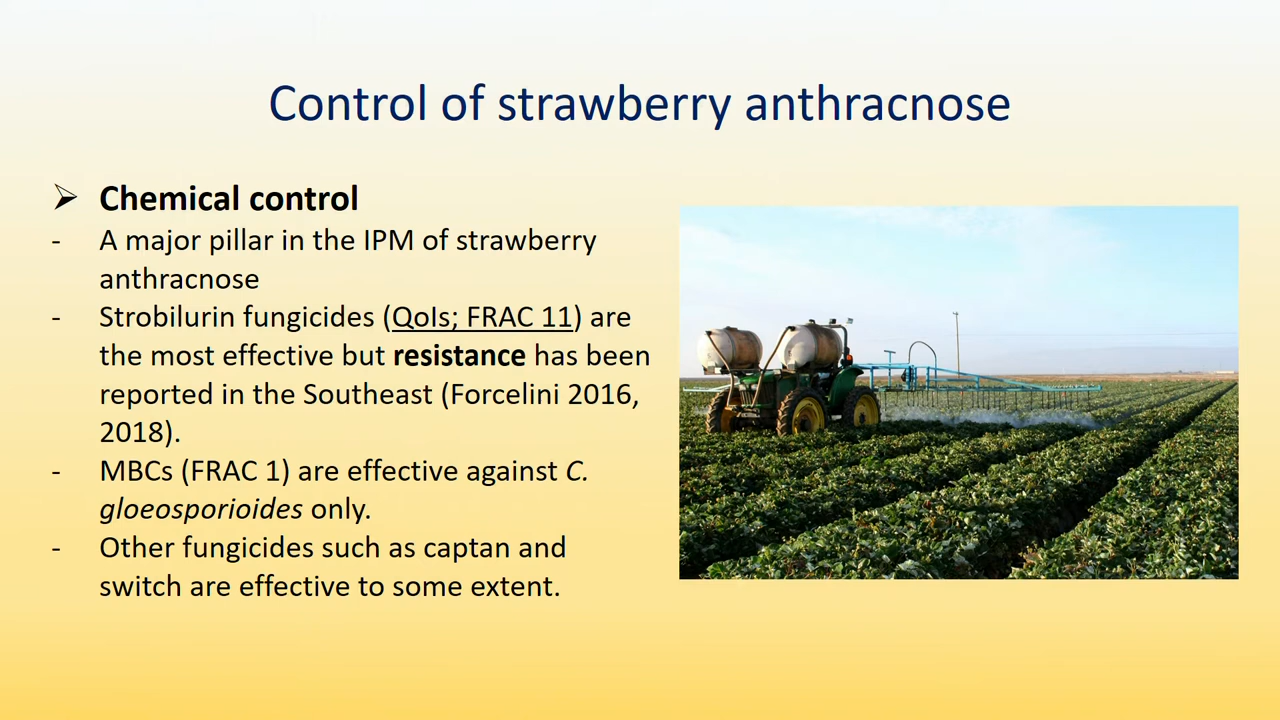 Control of strawberry anthracnose
➢ Chemical control
- A major pillar in the IPM of strawberry
anthracnose
- Strobilurin fungicides (QoIs; FRAC 11) are
the most effective but resistance has been
reported in the Southeast (Forcelini 2016,
2018).
- MBCs (FRAC 1) are effective against C.
gloeosporioides only.
- Other fungicides such as captan and
switch are effective to some extent.